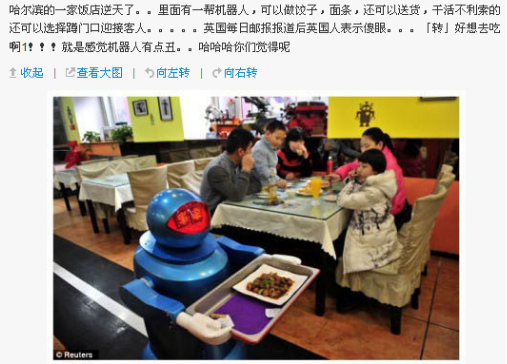 哈尔滨的一家饭店逆天了。。里面有一帮机器人，可以做饺子，面条，还可以送货，干活不利索的
还可以选择蹲门口迎接客人。。。。。英国每日邮报报道后英国人表示傻眼。。。「转」好想去吃
啊1！！！就是感觉机器人有点丑。。哈哈哈你们觉得呢
收起 | 查看大图 | 向左转 | 向右转
© Reuters